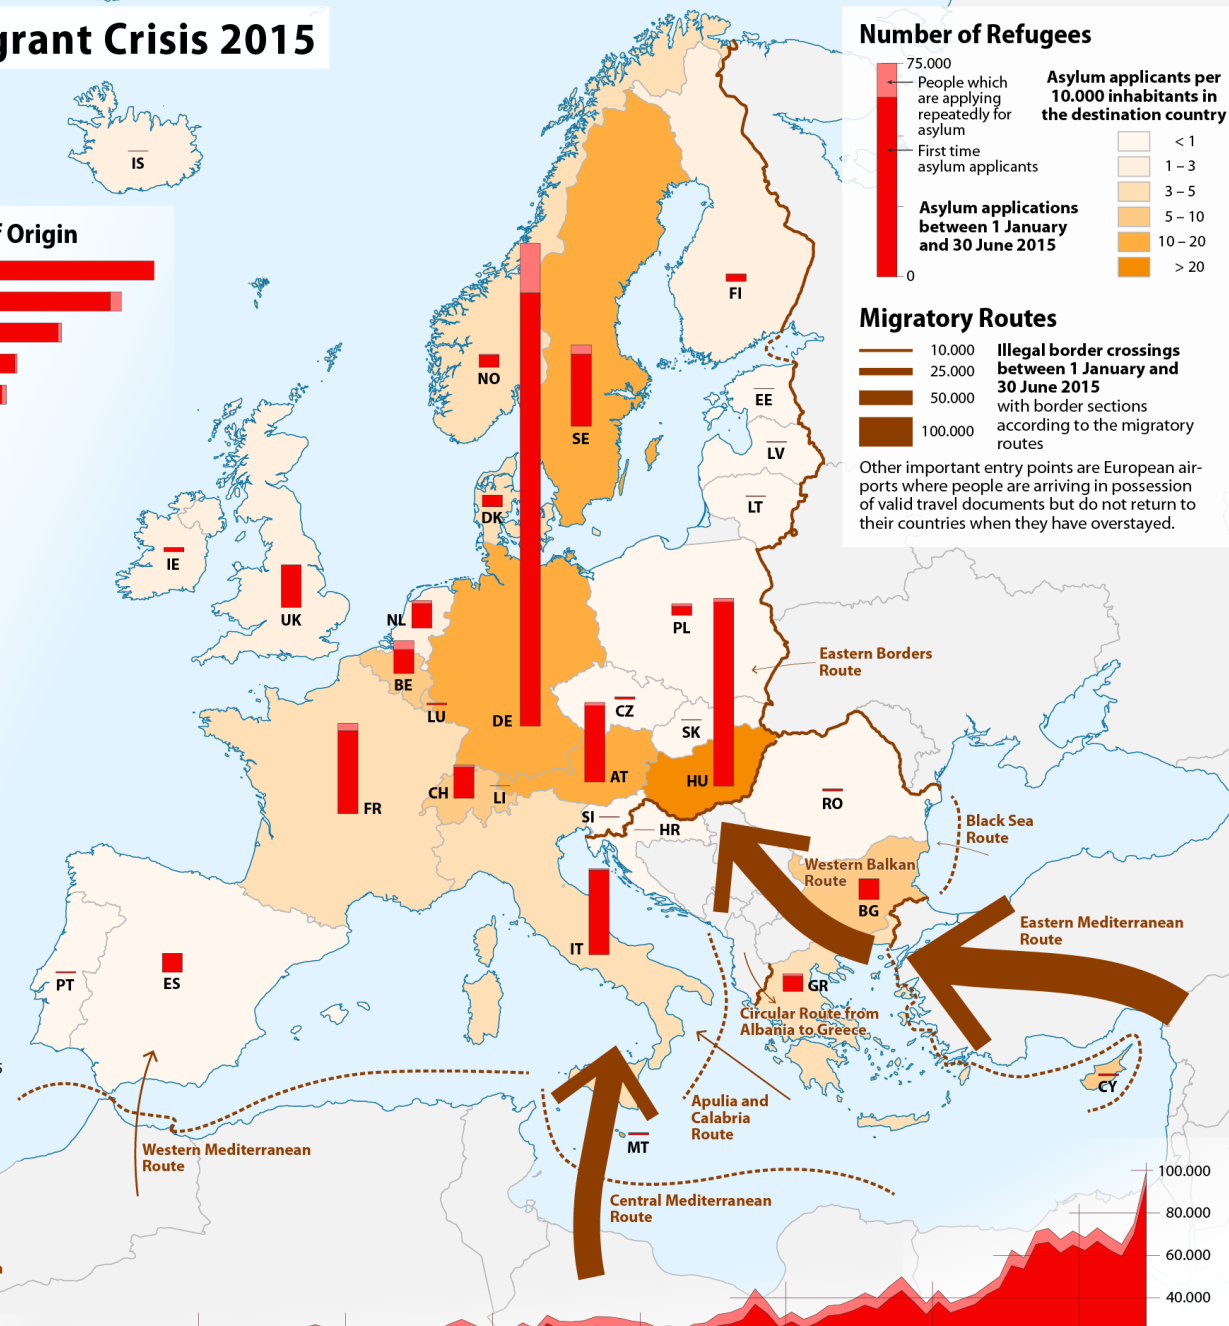 grant Crisis 2015
f Origin
Number of Refugees
75.000
People which
are applying
repeatedly for
asylum
First time
asylum applicants
Asylum applications
between 1 January
and 30 June 2015
0
Asylum applicants per
10.000 inhabitants in
the destination country
< 1
1 – 3
3 – 5
5 – 10
10 – 20
> 20
Migratory Routes
10.000
25.000
50.000
100.000
Illegal border crossings
between 1 January and
30 June 2015
with border sections
according to the migratory
routes
Other important entry points are European air-
ports where people are arriving in possession
of valid travel documents but do not return to
their countries when they have overstayed.
IS
FI
NO
SE
EE
LV
LT
DK
IE
UK
NL
PL
BE
LU
DE
CZ
SK
AT
HU
FR
CH
LI
SI
HR
RO
BG
IT
PT
ES
GR
CY
MT
Eastern Borders
Route
Black Sea
Route
Western Balkan
Route
Eastern Mediterranean
Route
Circular Route from
Albania to Greece
Apulia and
Calabria
Route
Western Mediterranean
Route
Central Mediterranean
Route
100.000
80.000
60.000
40.000